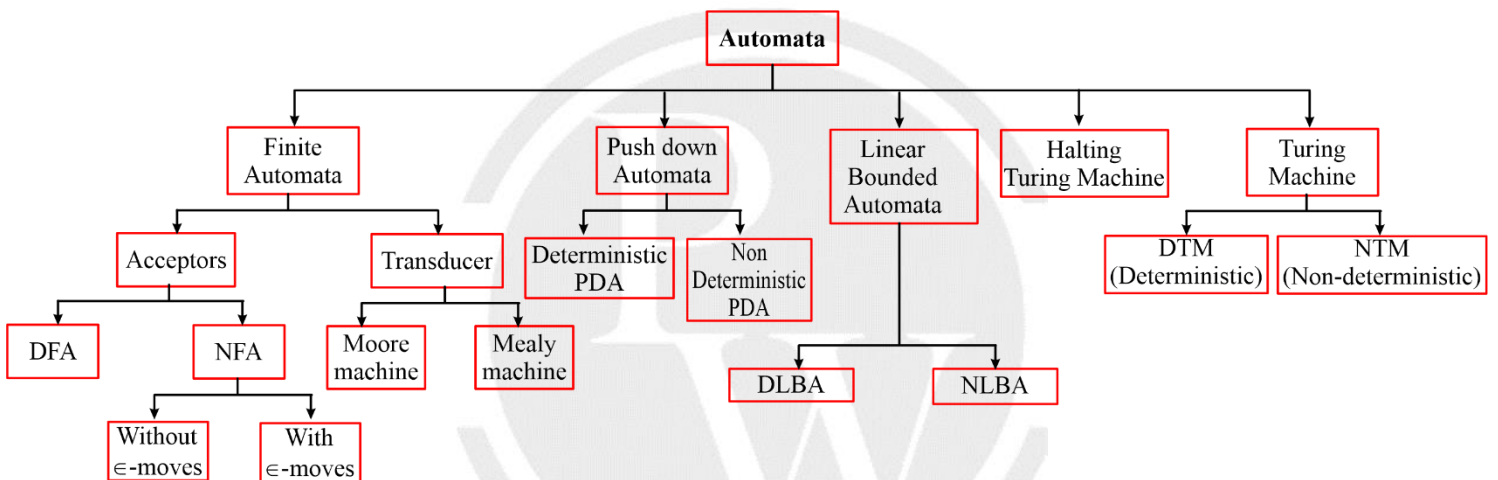 Automata
Finite
Automata
Push down
Automata
Linear
Bounded
Automata
Halting
Turing Machine
Turing
Machine
Acceptors
Transducer
Deterministic
PDA
Non
Deterministic
PDA
DTM
(Deterministic)
NTM
(Non-deterministic)
DFA
NFA
Moore
machine
Mealy
machine
DLBA
NLBA
Without
∈-moves
With
∈-moves
PW